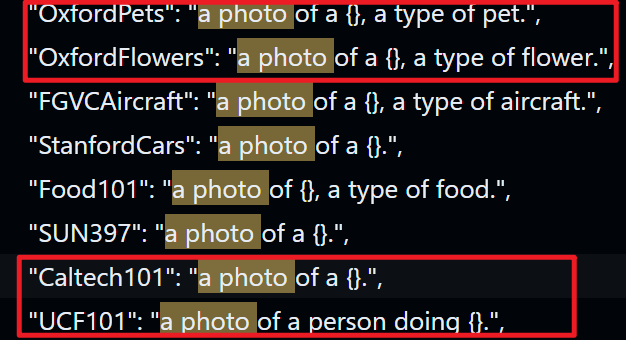 "OxfordPets": "a photo of a {}, a type of pet.",
"OxfordFlowers": "a photo of a {}, a type of flower.",
"FGVCAircraft": "a photo of a {}, a type of aircraft.",
"StanfordCars": "a photo of a {}.",
"Food101": "a photo of {}, a type of food.",
"SUN397": "a photo of a {}.",
"Caltech101": "a photo of a {}.",
"UCF101": "a photo of a person doing {}.",